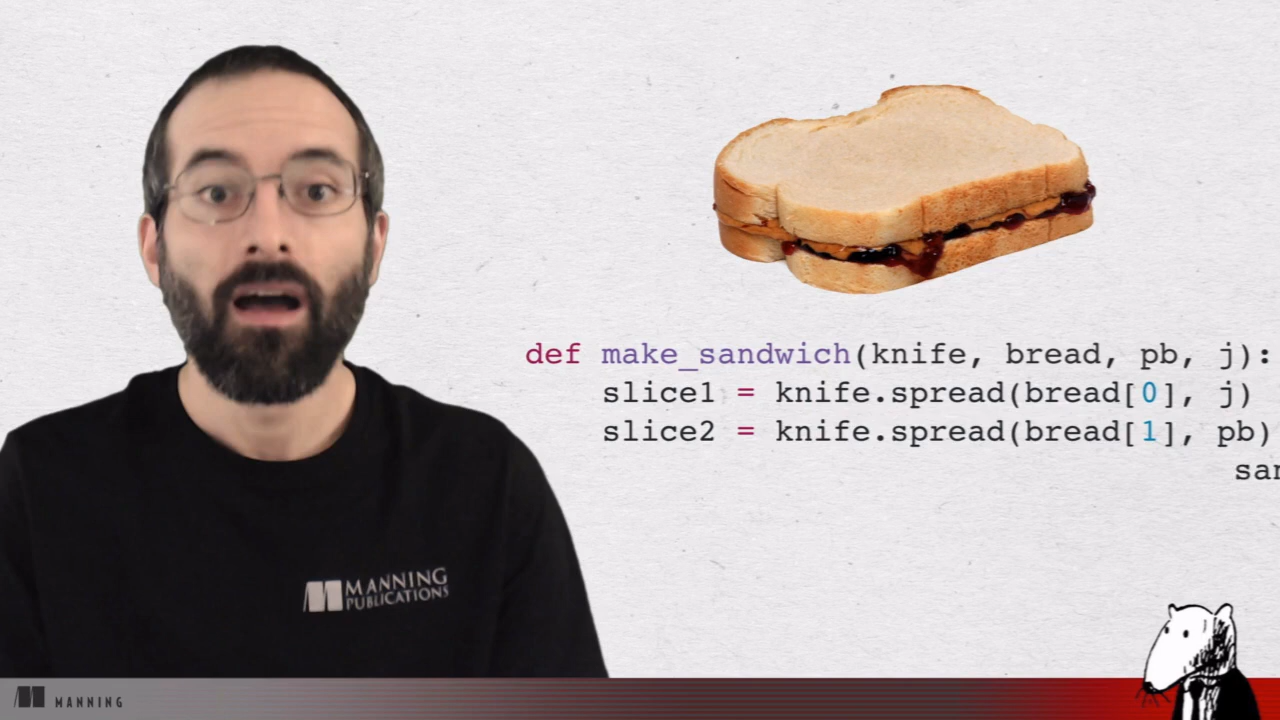 def make_sandwich(knife, bread, pb, j):
slice1 = knife.spread(bread[0], j)
slice2 = knife.spread(bread[1], pb)
san
MANNING
PUBLICATIONS
MANNING